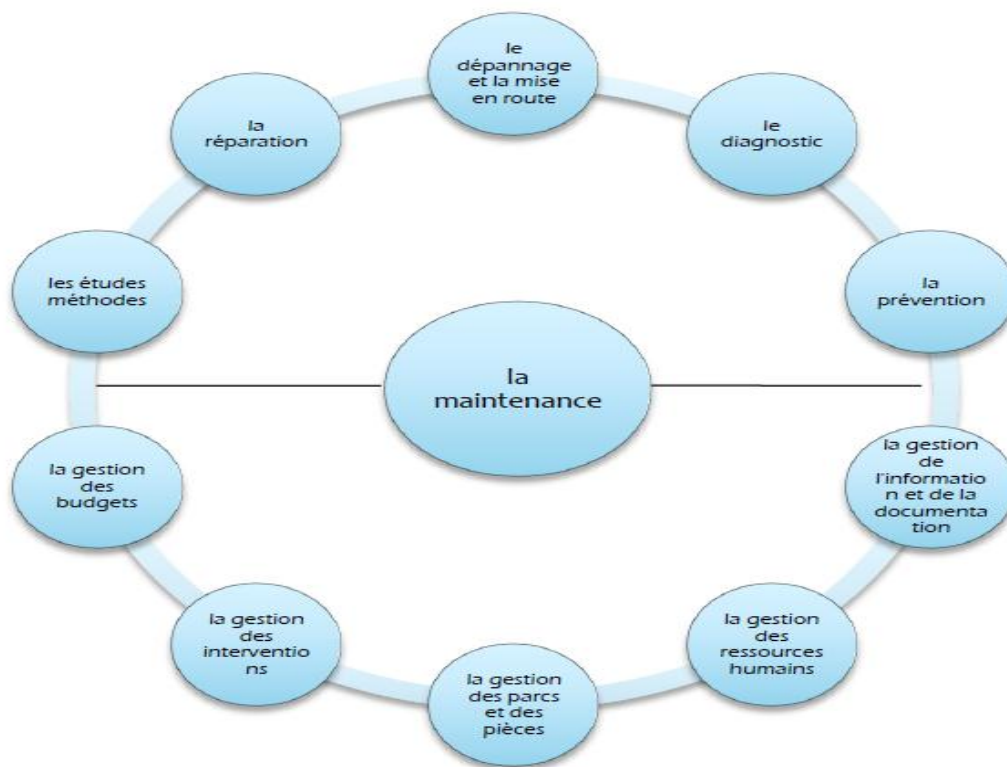 le
dépannage
et la mise
en route
la
réparation
le
diagnostic
les études
méthodes
la
prévention
la
maintenance
la gestion
des
budgets
la gestion
de
l'informatio
n et de la
documenta
tion
la gestion
des
interventio
ns
la gestion
des
ressources
humains
la gestion
des parcs
et des
pièces